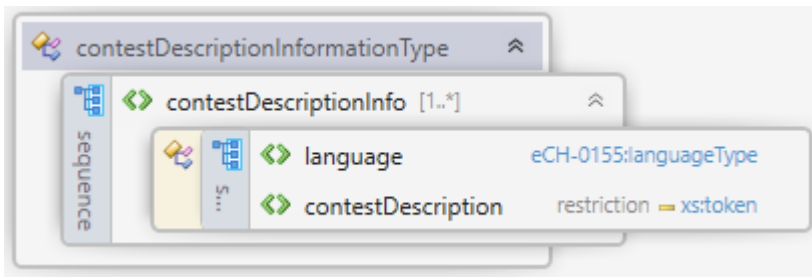 contestDescriptionInformationType
sequence
contestDescriptionInfo [1..*]
s...
language eCH-0155:languageType
contestDescription restriction xs:token